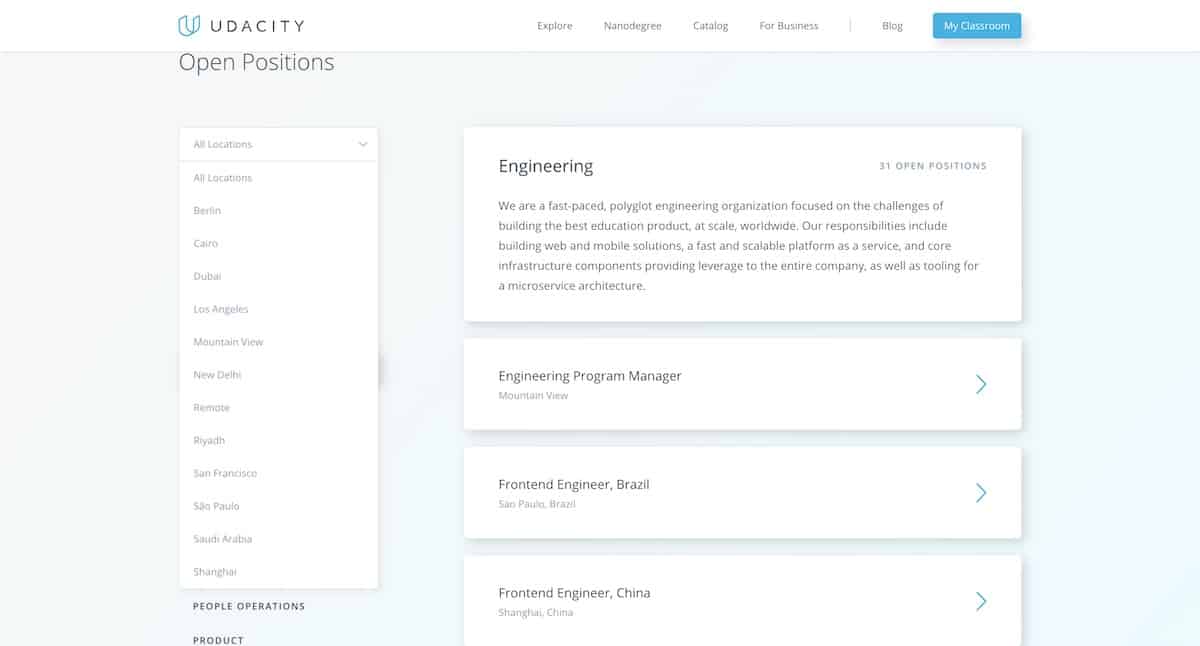 UDACITY
Explore
Nanodegree
Catalog
For Business
Blog
My Classroom
Open Positions
All Locations
All Locations
Berlin
Cairo
Dubai
Los Angeles
Mountain View
New Delhi
Remote
Riyadh
San Francisco
São Paulo
Saudi Arabia
Shanghai
PEOPLE OPERATIONS
PRODUCT
Engineering
31 OPEN POSITIONS
We are a fast-paced, polyglot engineering organization focused on the challenges of
building the best education product, at scale, worldwide. Our responsibilities include
building web and mobile solutions, a fast and scalable platform as a service, and core
infrastructure components providing leverage to the entire company, as well as tooling for
a microservice architecture.
Engineering Program Manager
Mountain View
Frontend Engineer, Brazil
São Paulo, Brazil
Frontend Engineer, China
Shanghai, China